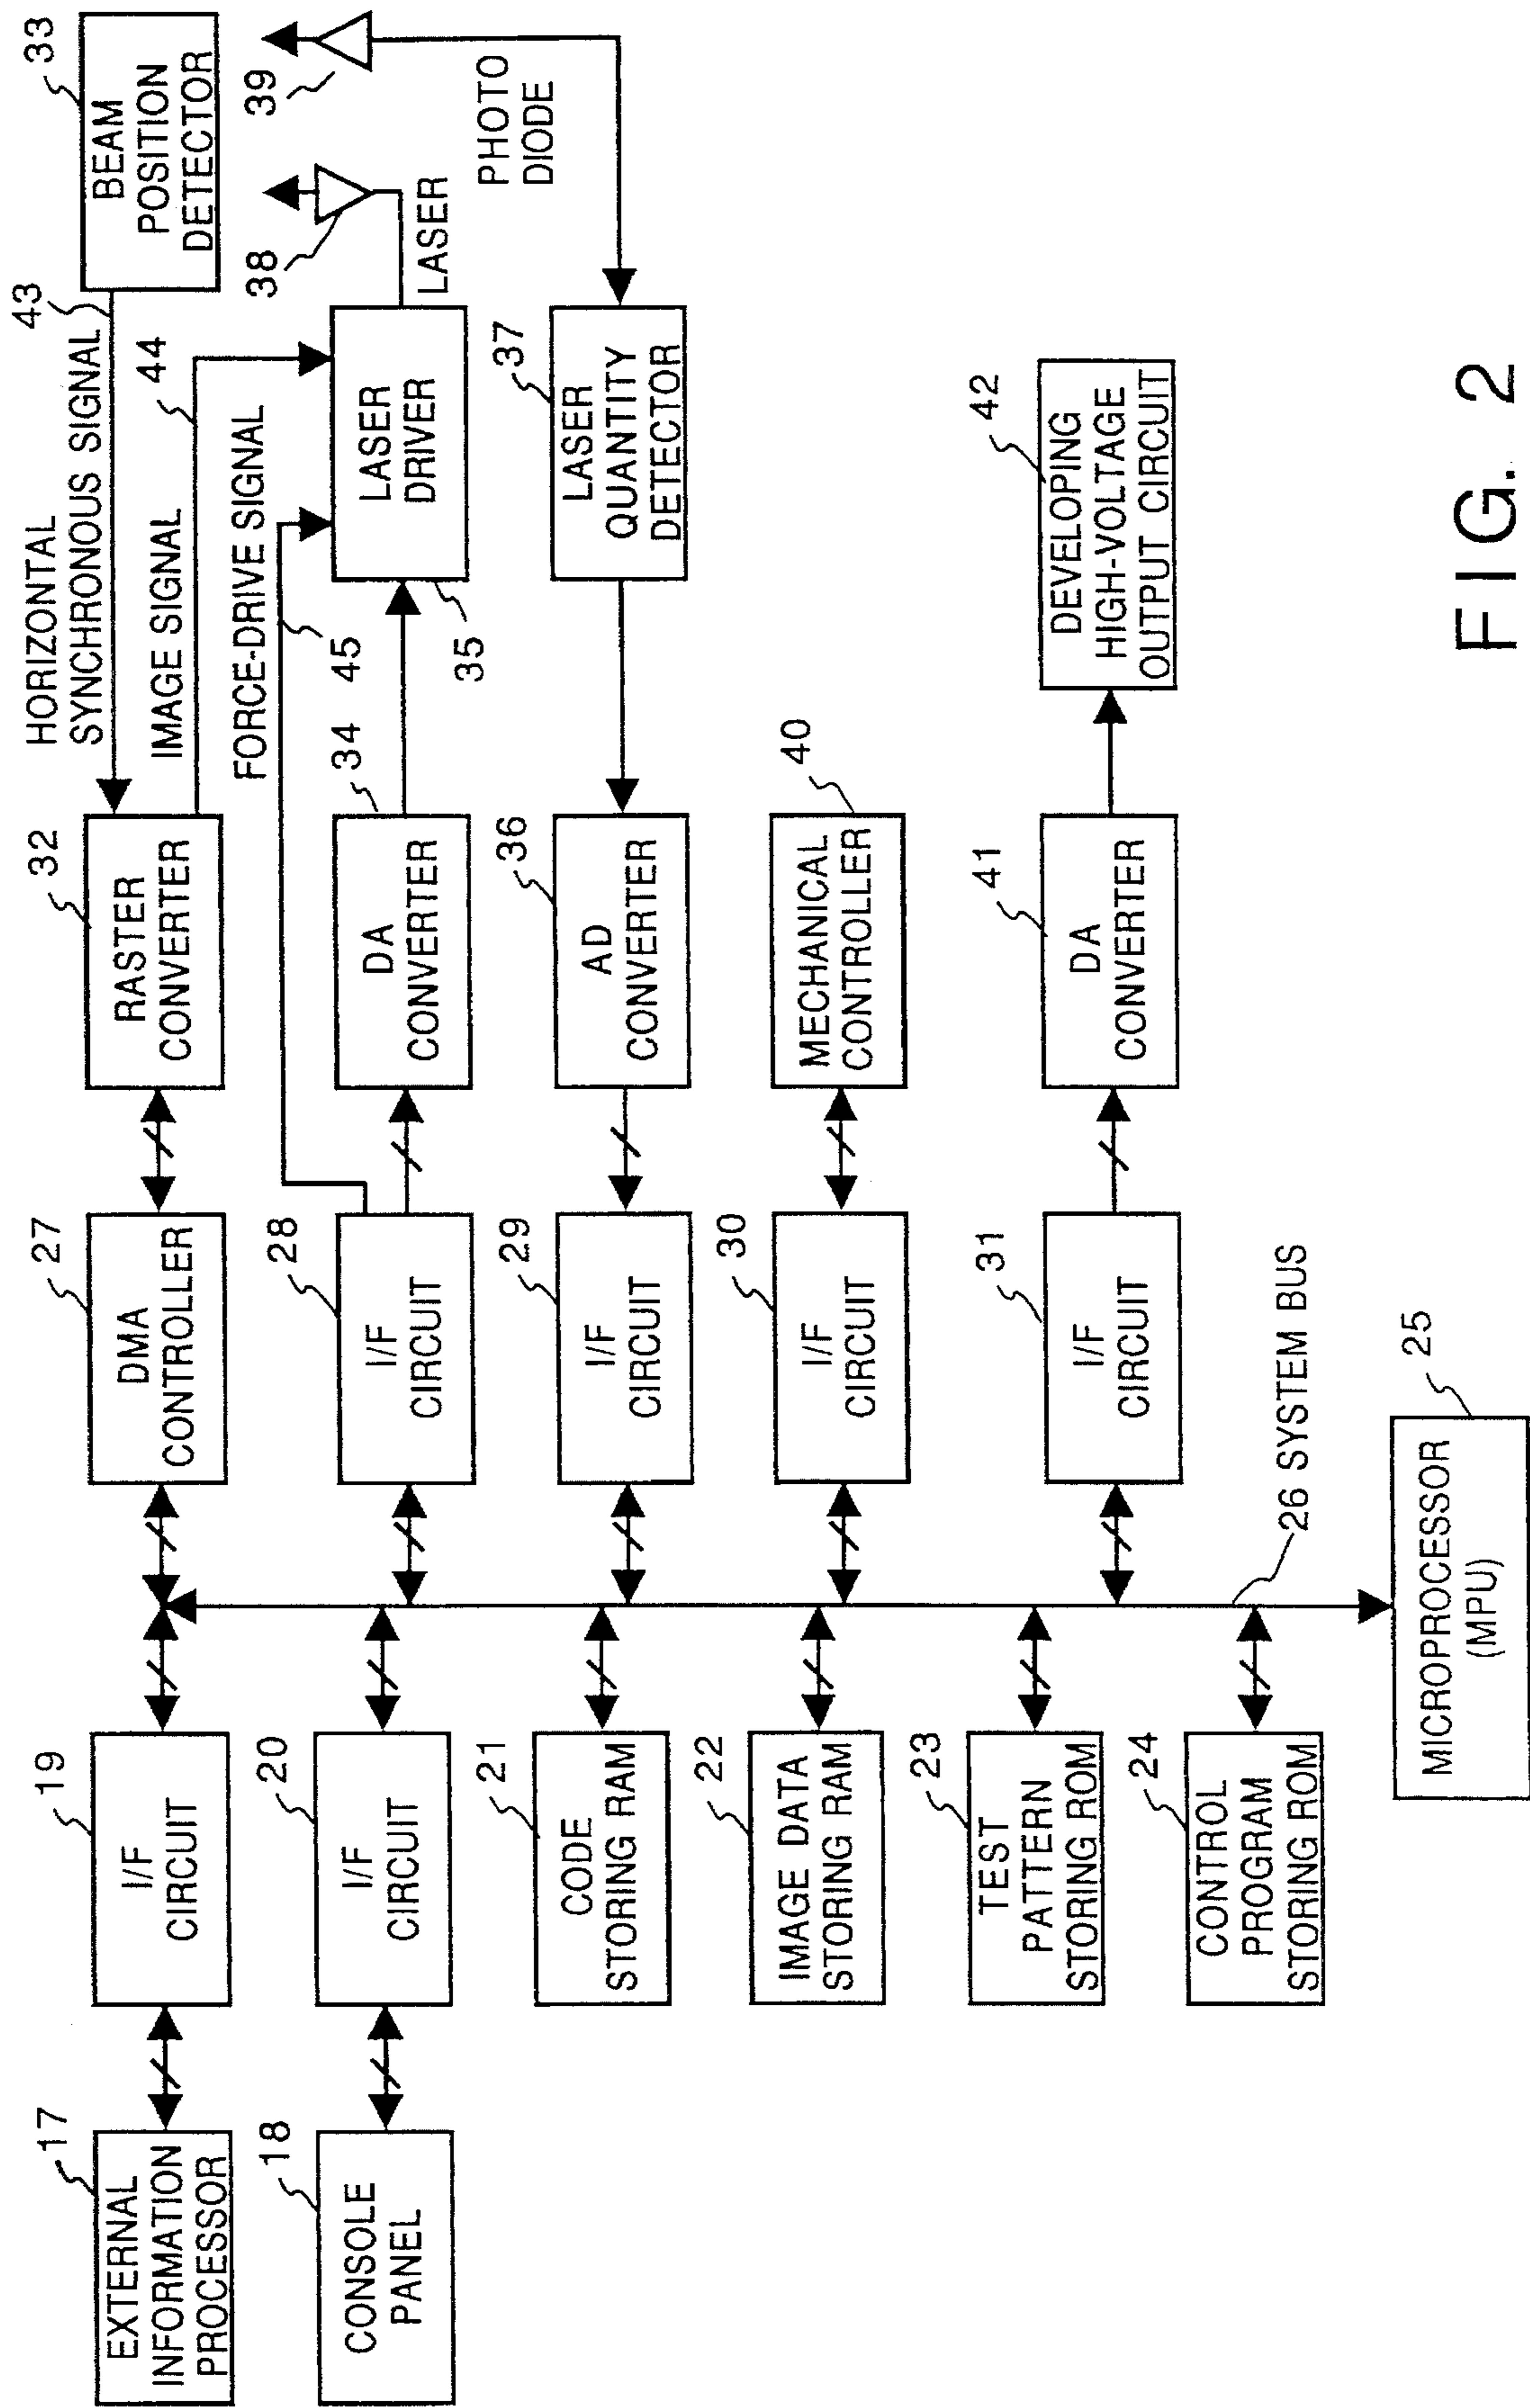 17
EXTERNAL
INFORMATION
PROCESSOR
19
I/F
CIRCUIT
27
DMA
CONTROLLER
32
RASTER
CONVERTER
HORIZONTAL
SYNCHRONOUS SIGNAL
43
33
BEAM
POSITION
DETECTOR
IMAGE SIGNAL
44
FORCE-DRIVE SIGNAL
45
18
CONSOLE
PANEL
20
I/F
CIRCUIT
28
I/F
CIRCUIT
34
DA
CONVERTER
35
LASER
DRIVER
38
LASER
39
PHOTO
DIODE
21
CODE
STORING RAM
29
I/F
CIRCUIT
36
AD
CONVERTER
37
LASER
QUANTITY
DETECTOR
22
IMAGE DATA
STORING RAM
30
I/F
CIRCUIT
40
MECHANICAL
CONTROLLER
23
TEST
PATTERN
STORING ROM
31
I/F
CIRCUIT
41
DA
CONVERTER
42
DEVELOPING
HIGH-VOLTAGE
OUTPUT CIRCUIT
24
CONTROL
PROGRAM
STORING ROM
26 SYSTEM BUS
25
MICROPROCESSOR
(MPU)
FIG. 2